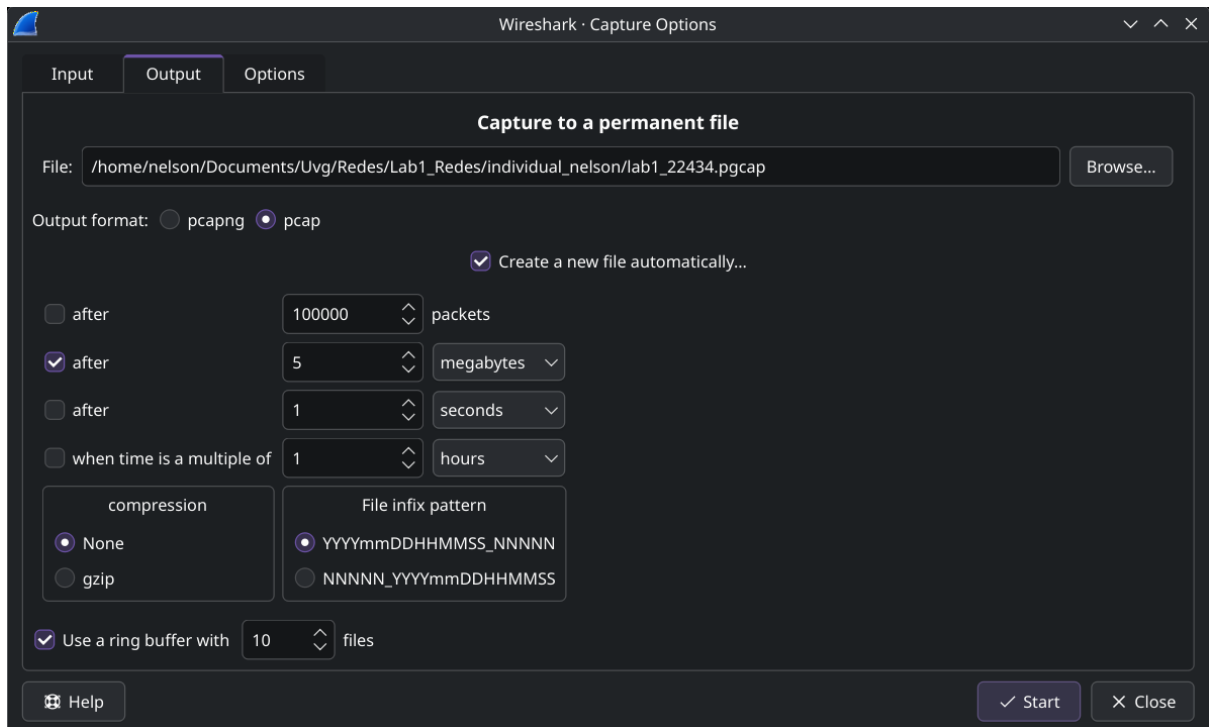 Wireshark · Capture Options
Input Output Options
Capture to a permanent file
File: /home/nelson/Documents/Uvg/Redes/Lab1_Redes/individual_nelson/lab1_22434.pgcap Browse...
Output format: pcapng pcap
Create a new file automatically...
after 100000 packets
after 5 megabytes
after 1 seconds
when time is a multiple of 1 hours
compression File infix pattern
None YYYYmmDDHHMMSS_NNNNN
gzip NNNNN_YYYYmmDDHHMMSS
Use a ring buffer with 10 files
Help Start Close